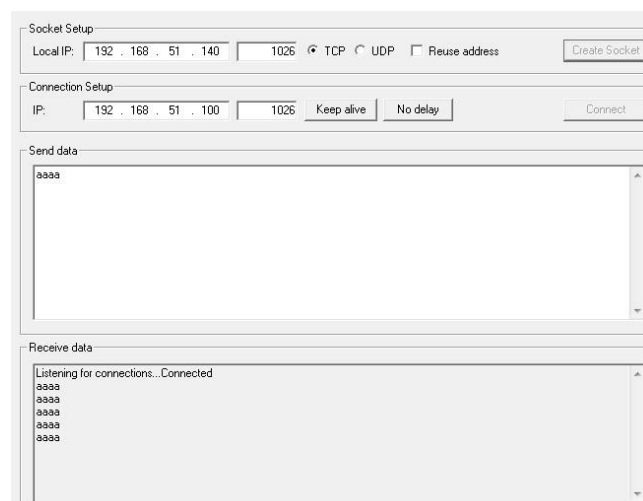 Socket Setup
Local IP: 192 . 168 . 51 . 140 1026 TCP UDP Reuse address Create Socket
Connection Setup
IP: 192 . 168 . 51 . 100 1026 Keep alive No delay Connect
Send data
aaaa
Receive data
Listening for connections...Connected
aaaa
aaaa
aaaa
aaaa
aaaa